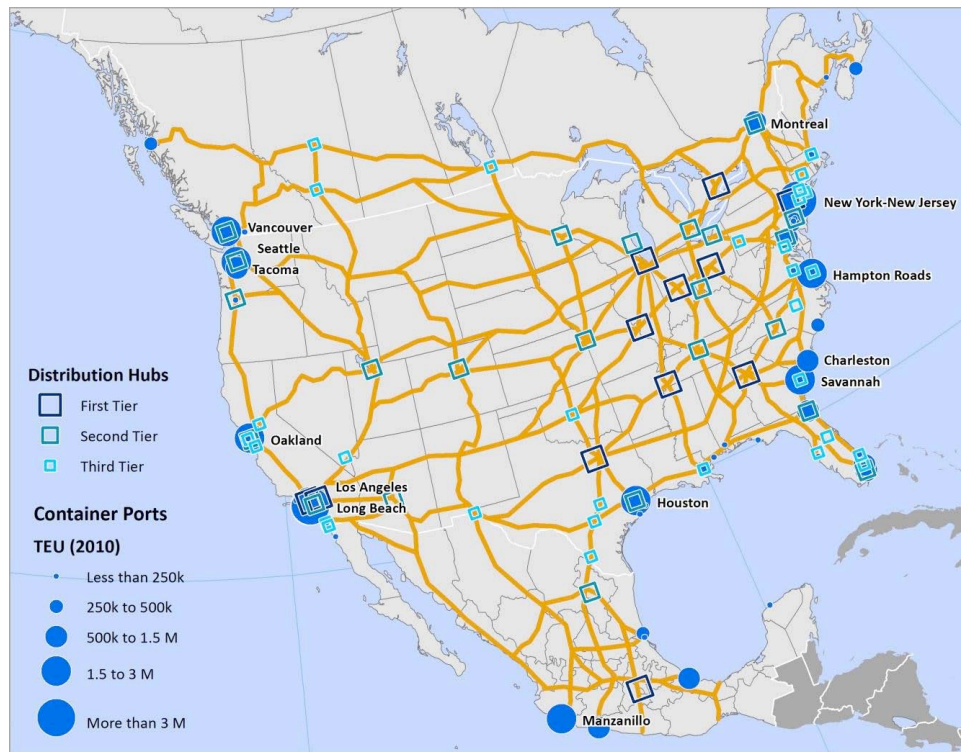 Montreal
New York-New Jersey
Vancouver
Seattle
Tacoma
Hampton Roads
Charleston
Savannah
Oakland
Los Angeles
Long Beach
Houston
Manzanillo
Distribution Hubs
First Tier
Second Tier
Third Tier
Container Ports
TEU (2010)
Less than 250k
250k to 500k
500k to 1.5 M
1.5 to 3 M
More than 3 M